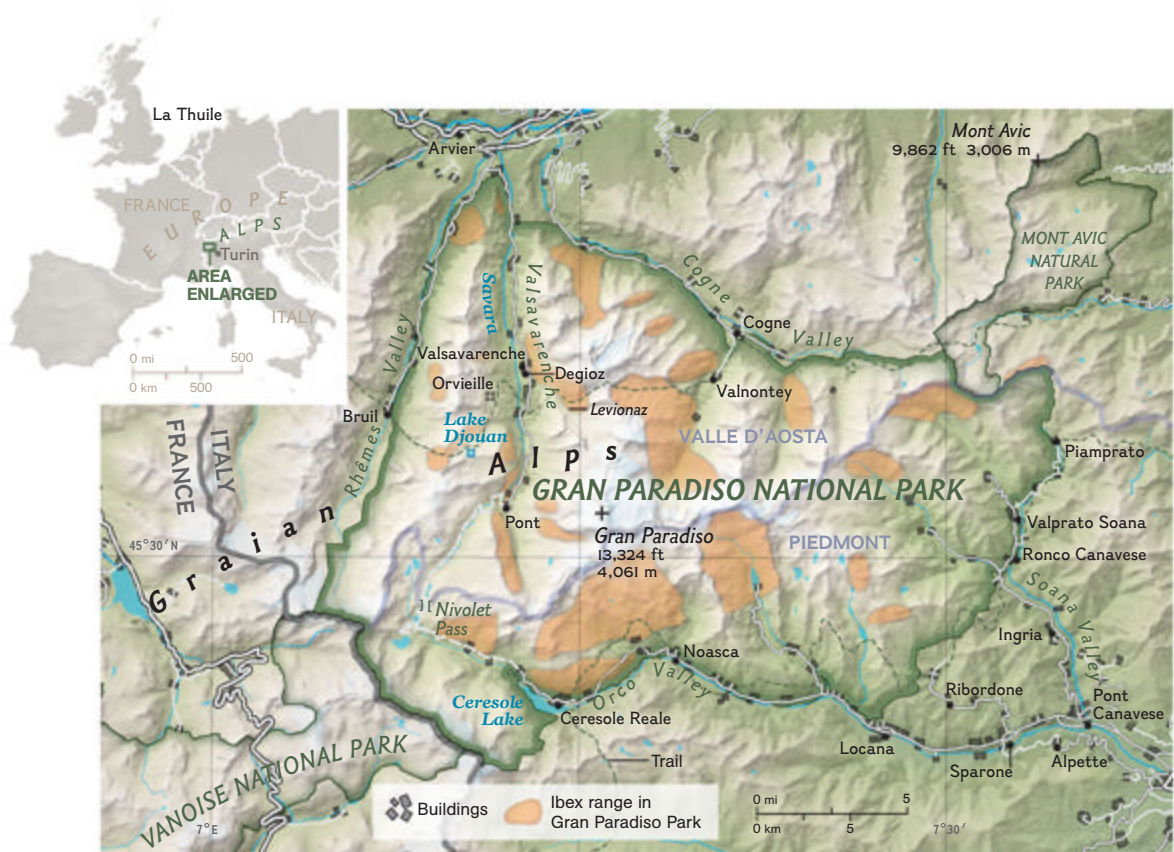 La Thuile
FRANCE
EUROPE
ALPS
Turin
AREA
ENLARGED
ITALY
0 mi 500
0 km 500
Arvier
Mont Avic
9,862 ft 3,006 m
MONT AVIC
NATURAL
PARK
Savara
Valsavarenche
Cogne Valley
Cogne
Rhêmes Valley
Valsavarenche
Degioz
Orvieille
Levionaz
Valnontey
Bruil
Lake
Djouan
VALLE D'AOSTA
FRANCE
ITALY
Graian Alps
Piamprato
GRAN PARADISO NATIONAL PARK
Pont
Gran Paradiso
13,324 ft
4,061 m
PIEDMONT
Valprato Soana
45°30'N
Ronco Canavese
Soana Valley
Nivolet
Pass
Ingria
Noasca
Orco Valley
Ribordone
Ceresole
Lake
Ceresole Reale
Pont
Canavese
Locana
Trail
Sparone
Alpette
VANOISE NATIONAL PARK
Buildings
Ibex range in
Gran Paradiso Park
0 mi 5
0 km 5
7°E
7°30'